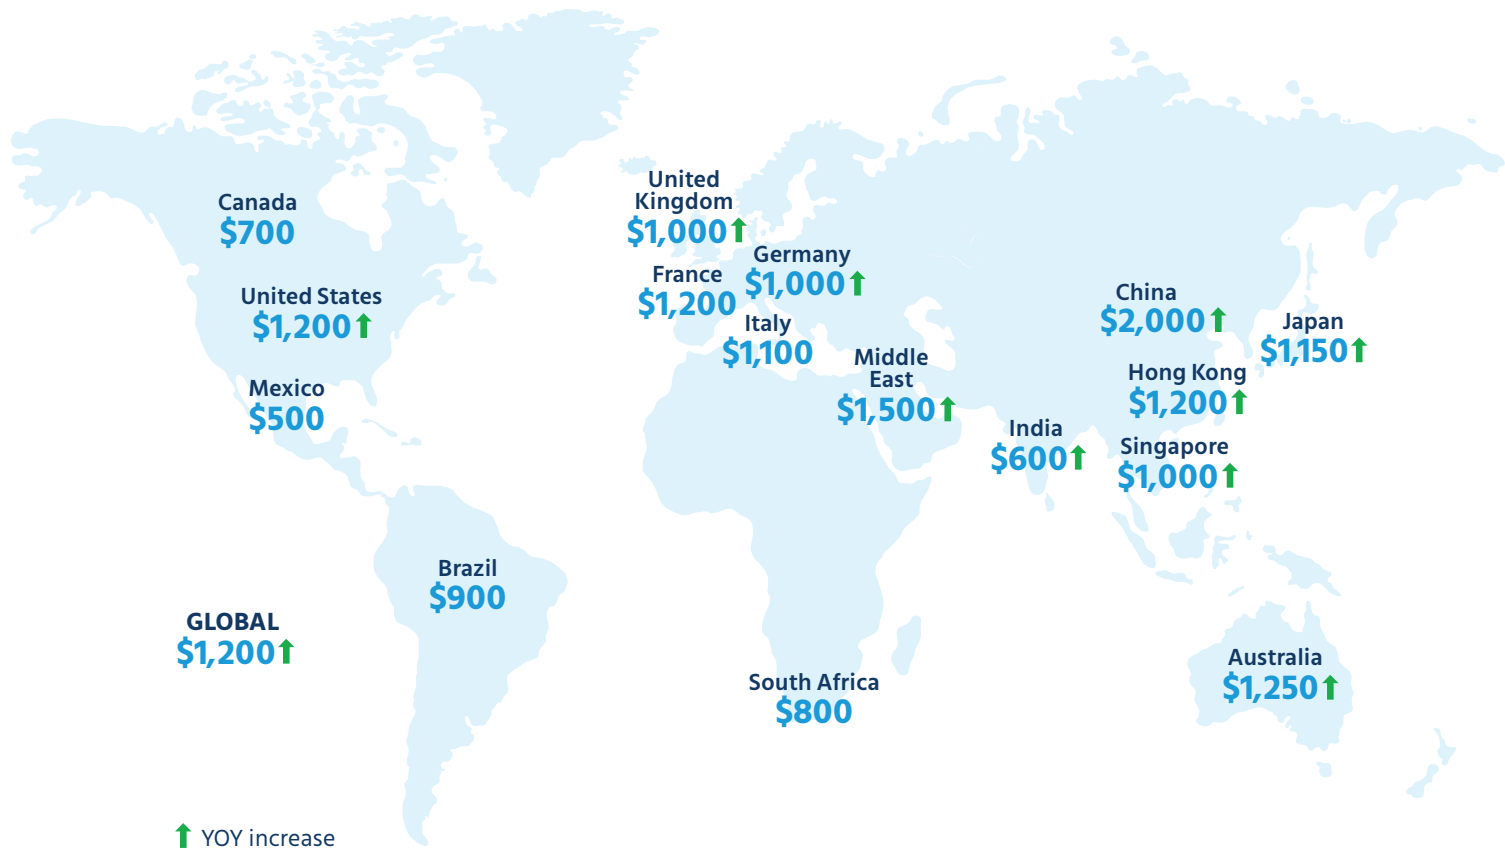 Canada
$700
United States
$1,200
Mexico
$500
Brazil
$900
GLOBAL
$1,200
United
Kingdom
$1,000
France
$1,200
Germany
$1,000
Italy
$1,100
Middle
East
$1,500
South Africa
$800
India
$600
China
$2,000
Japan
$1,150
Hong Kong
$1,200
Singapore
$1,000
Australia
$1,250
YOY increase